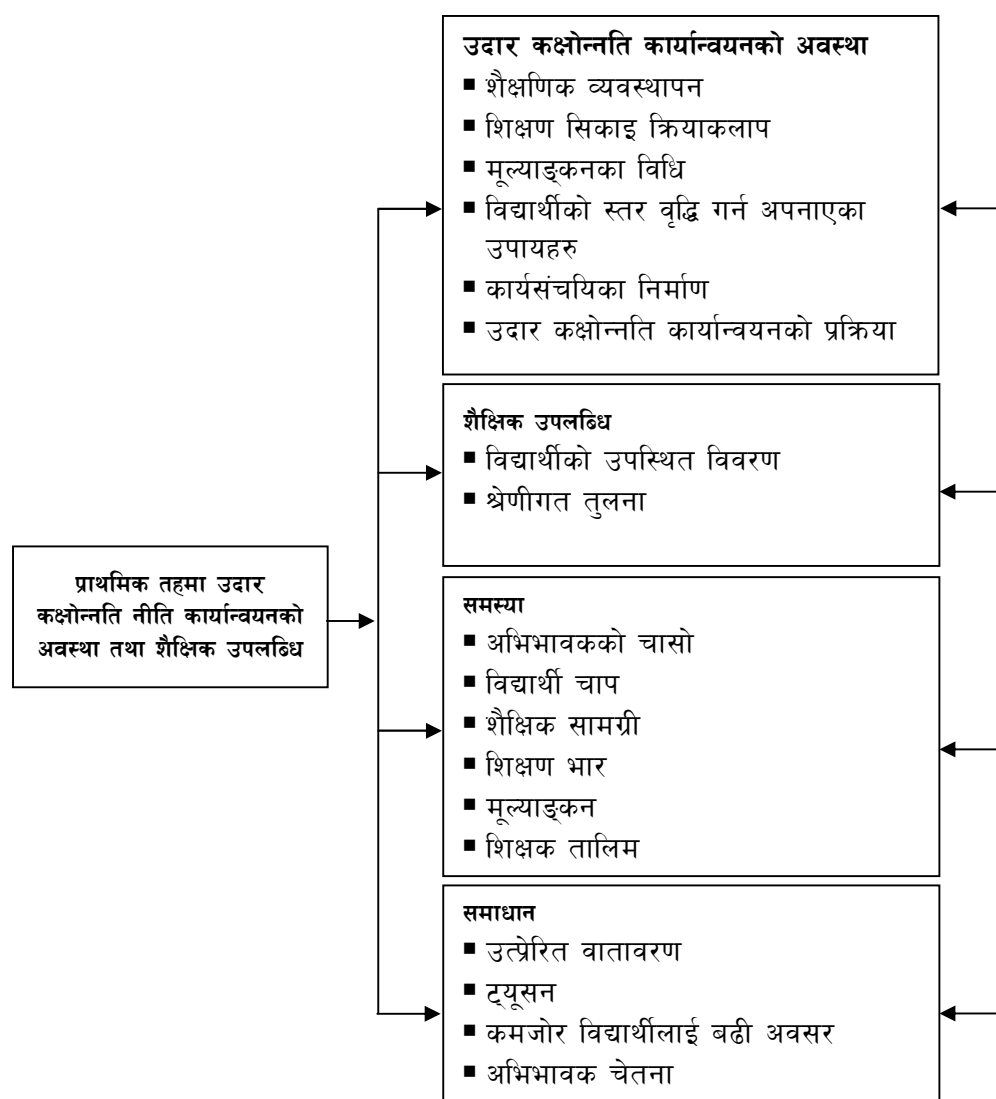 उदार कक्षोन्नति कार्यान्वयनको अवस्था
▪ शैक्षणिक व्यवस्थापन
▪ शिक्षण सिकाइ क्रियाकलाप
▪ मूल्याङ्कनका विधि
▪ विद्यार्थीको स्तर वृद्धि गर्न अपनाएका
उपायहरु
▪ कार्यसंचयिका निर्माण
▪ उदार कक्षोन्नति कार्यान्वयनको प्रक्रिया
शैक्षिक उपलब्धि
▪ विद्यार्थीको उपस्थित विवरण
▪ श्रेणीगत तुलना
प्राथमिक तहमा उदार
कक्षोन्नति नीति कार्यान्वयनको
अवस्था तथा शैक्षिक उपलब्धि
समस्या
▪ अभिभावकको चासो
▪ विद्यार्थी चाप
▪ शैक्षिक सामग्री
▪ शिक्षण भार
▪ मूल्याङ्कन
▪ शिक्षक तालिम
समाधान
▪ उत्प्रेरित वातावरण
▪ ट्यूसन
▪ कमजोर विद्यार्थीलाई बढी अवसर
▪ अभिभावक चेतना